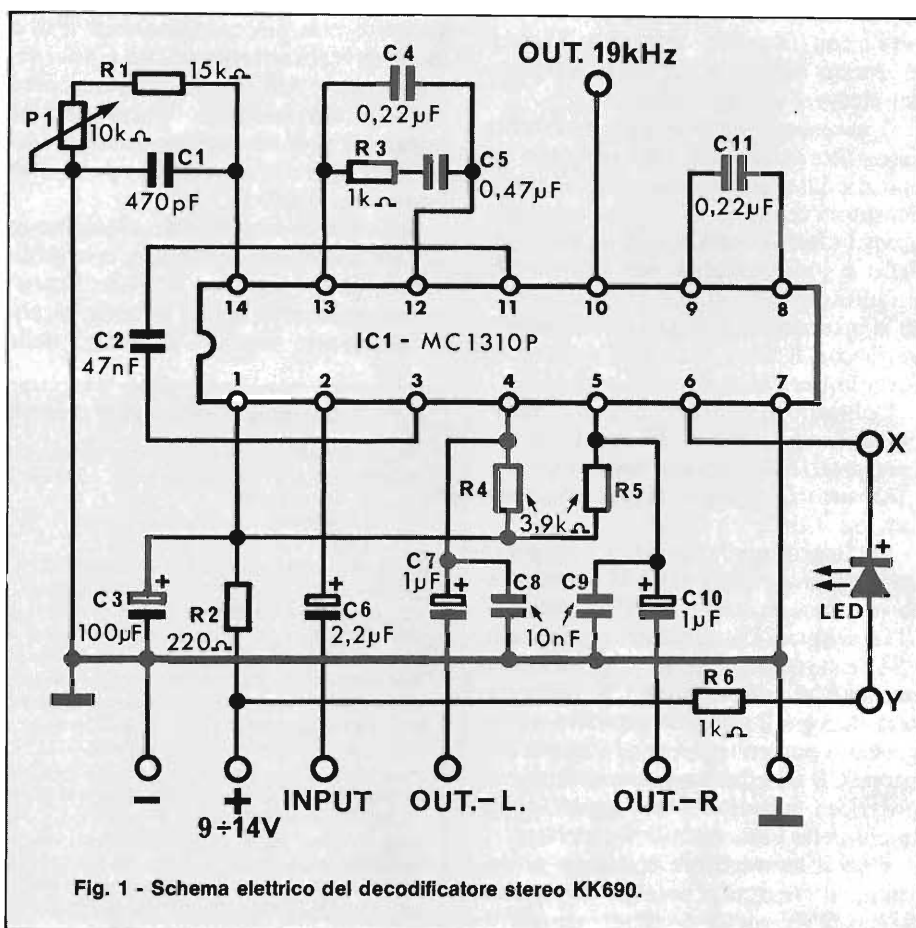 OUT. 19kHz
R1 15kΩ
C4
0,22µF
P1
10kΩ
C1
470pF
R3
1kΩ
C5
0,47µF
C11
0,22µF
14 13 12 11 10 9 8
C2
47nF
IC1 - MC1310P
1 2 3 4 5 6 7
X
R4 R5
3,9kΩ
C7
1µF
C8 C9
10nF
+
C10
1µF
+
LED
+
C3
100µF
R2
220Ω
+
C6
2,2µF
R6
1kΩ
Y
-
+
9÷14V
INPUT
OUT.-L.
OUT.-R
Fig. 1 - Schema elettrico del decodificatore stereo KK690.